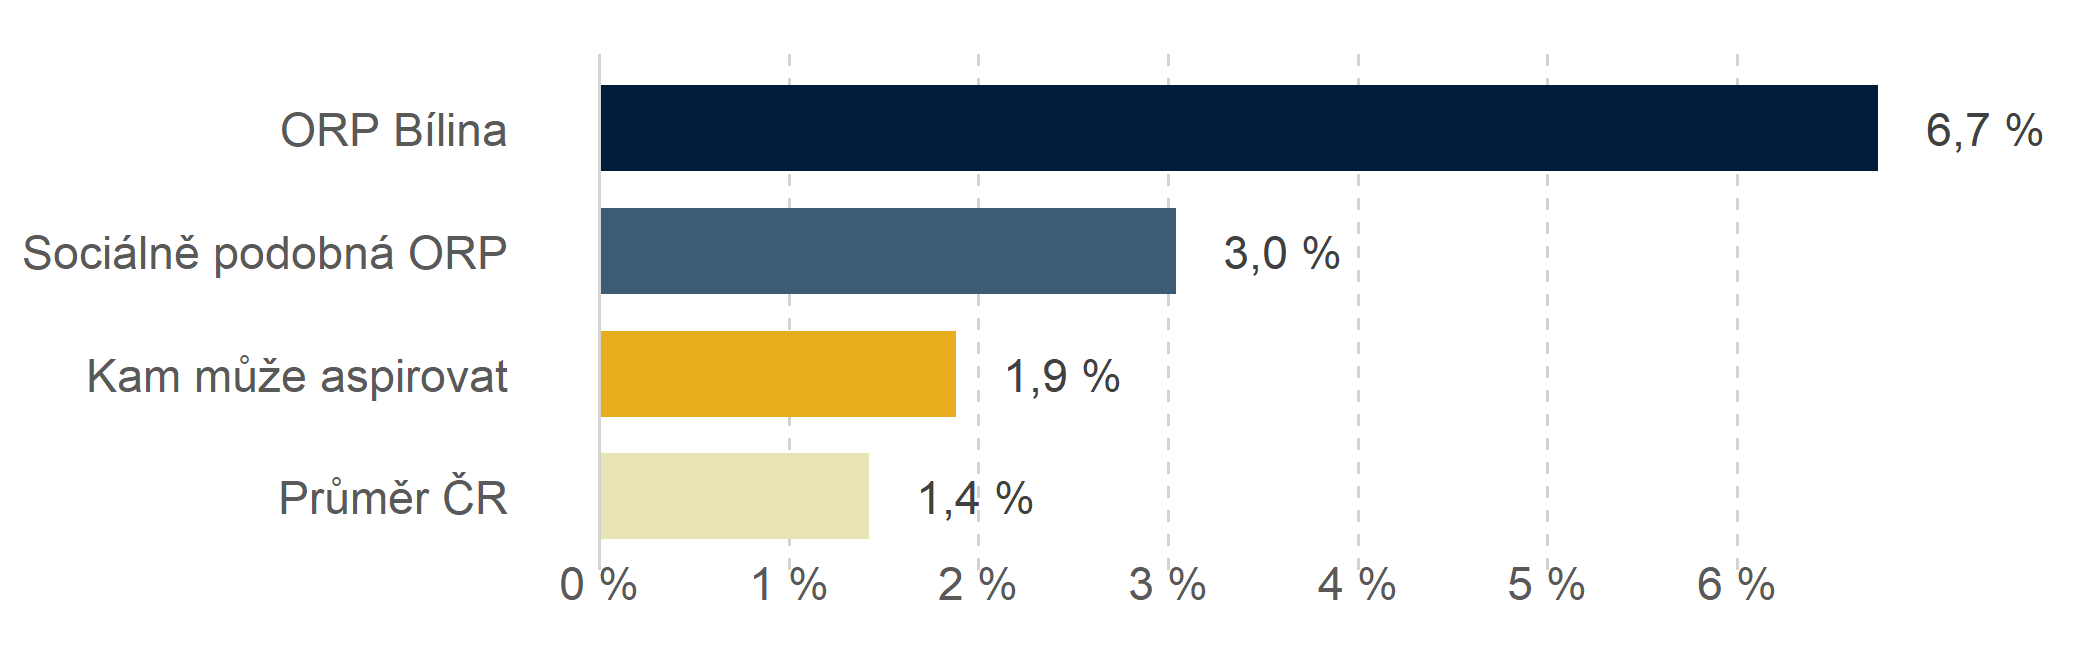 ORP Bílina 6,7 %
Sociálně podobná ORP 3,0 %
Kam může aspirovat 1,9 %
Průměr ČR 1,4 %
0 % 1 % 2 % 3 % 4 % 5 % 6 %